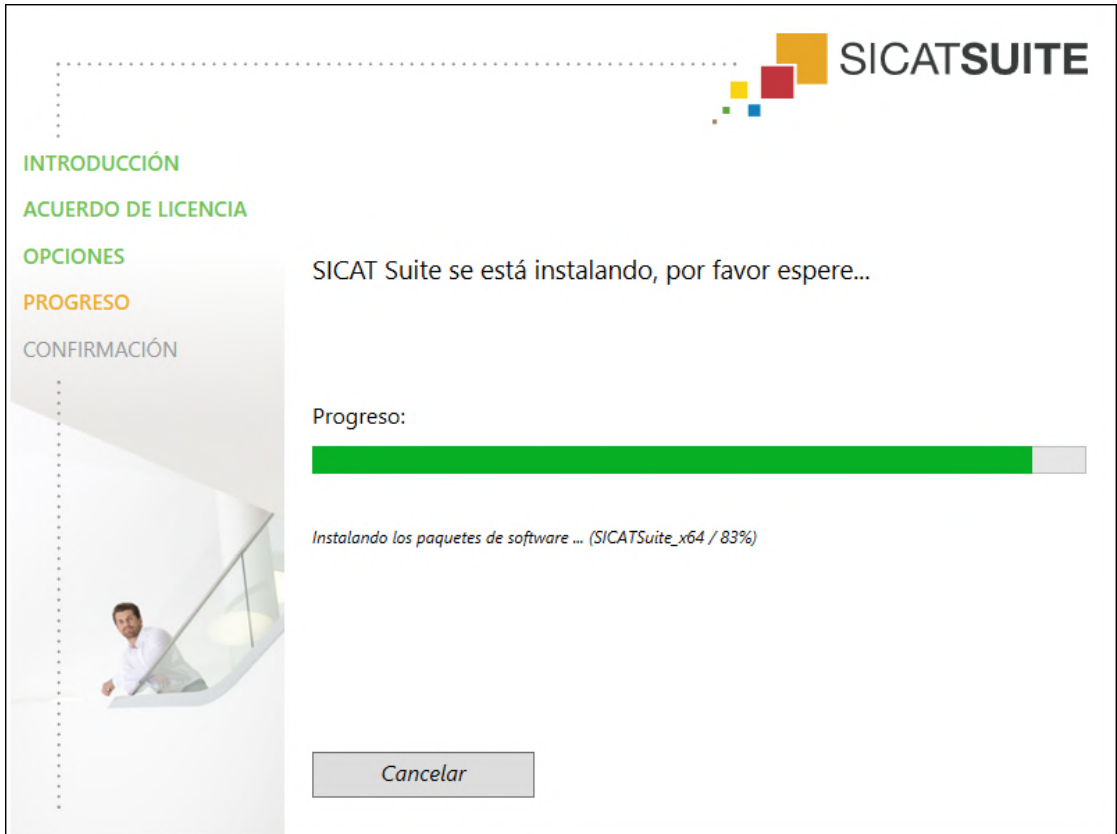 SICATSUITE
INTRODUCCIÓN
ACUERDO DE LICENCIA
OPCIONES
PROGRESO
CONFIRMACIÓN
SICAT Suite se está instalando, por favor espere...
Progreso:
Instalando los paquetes de software ... (SICATSuite_x64 / 83%)
Cancelar